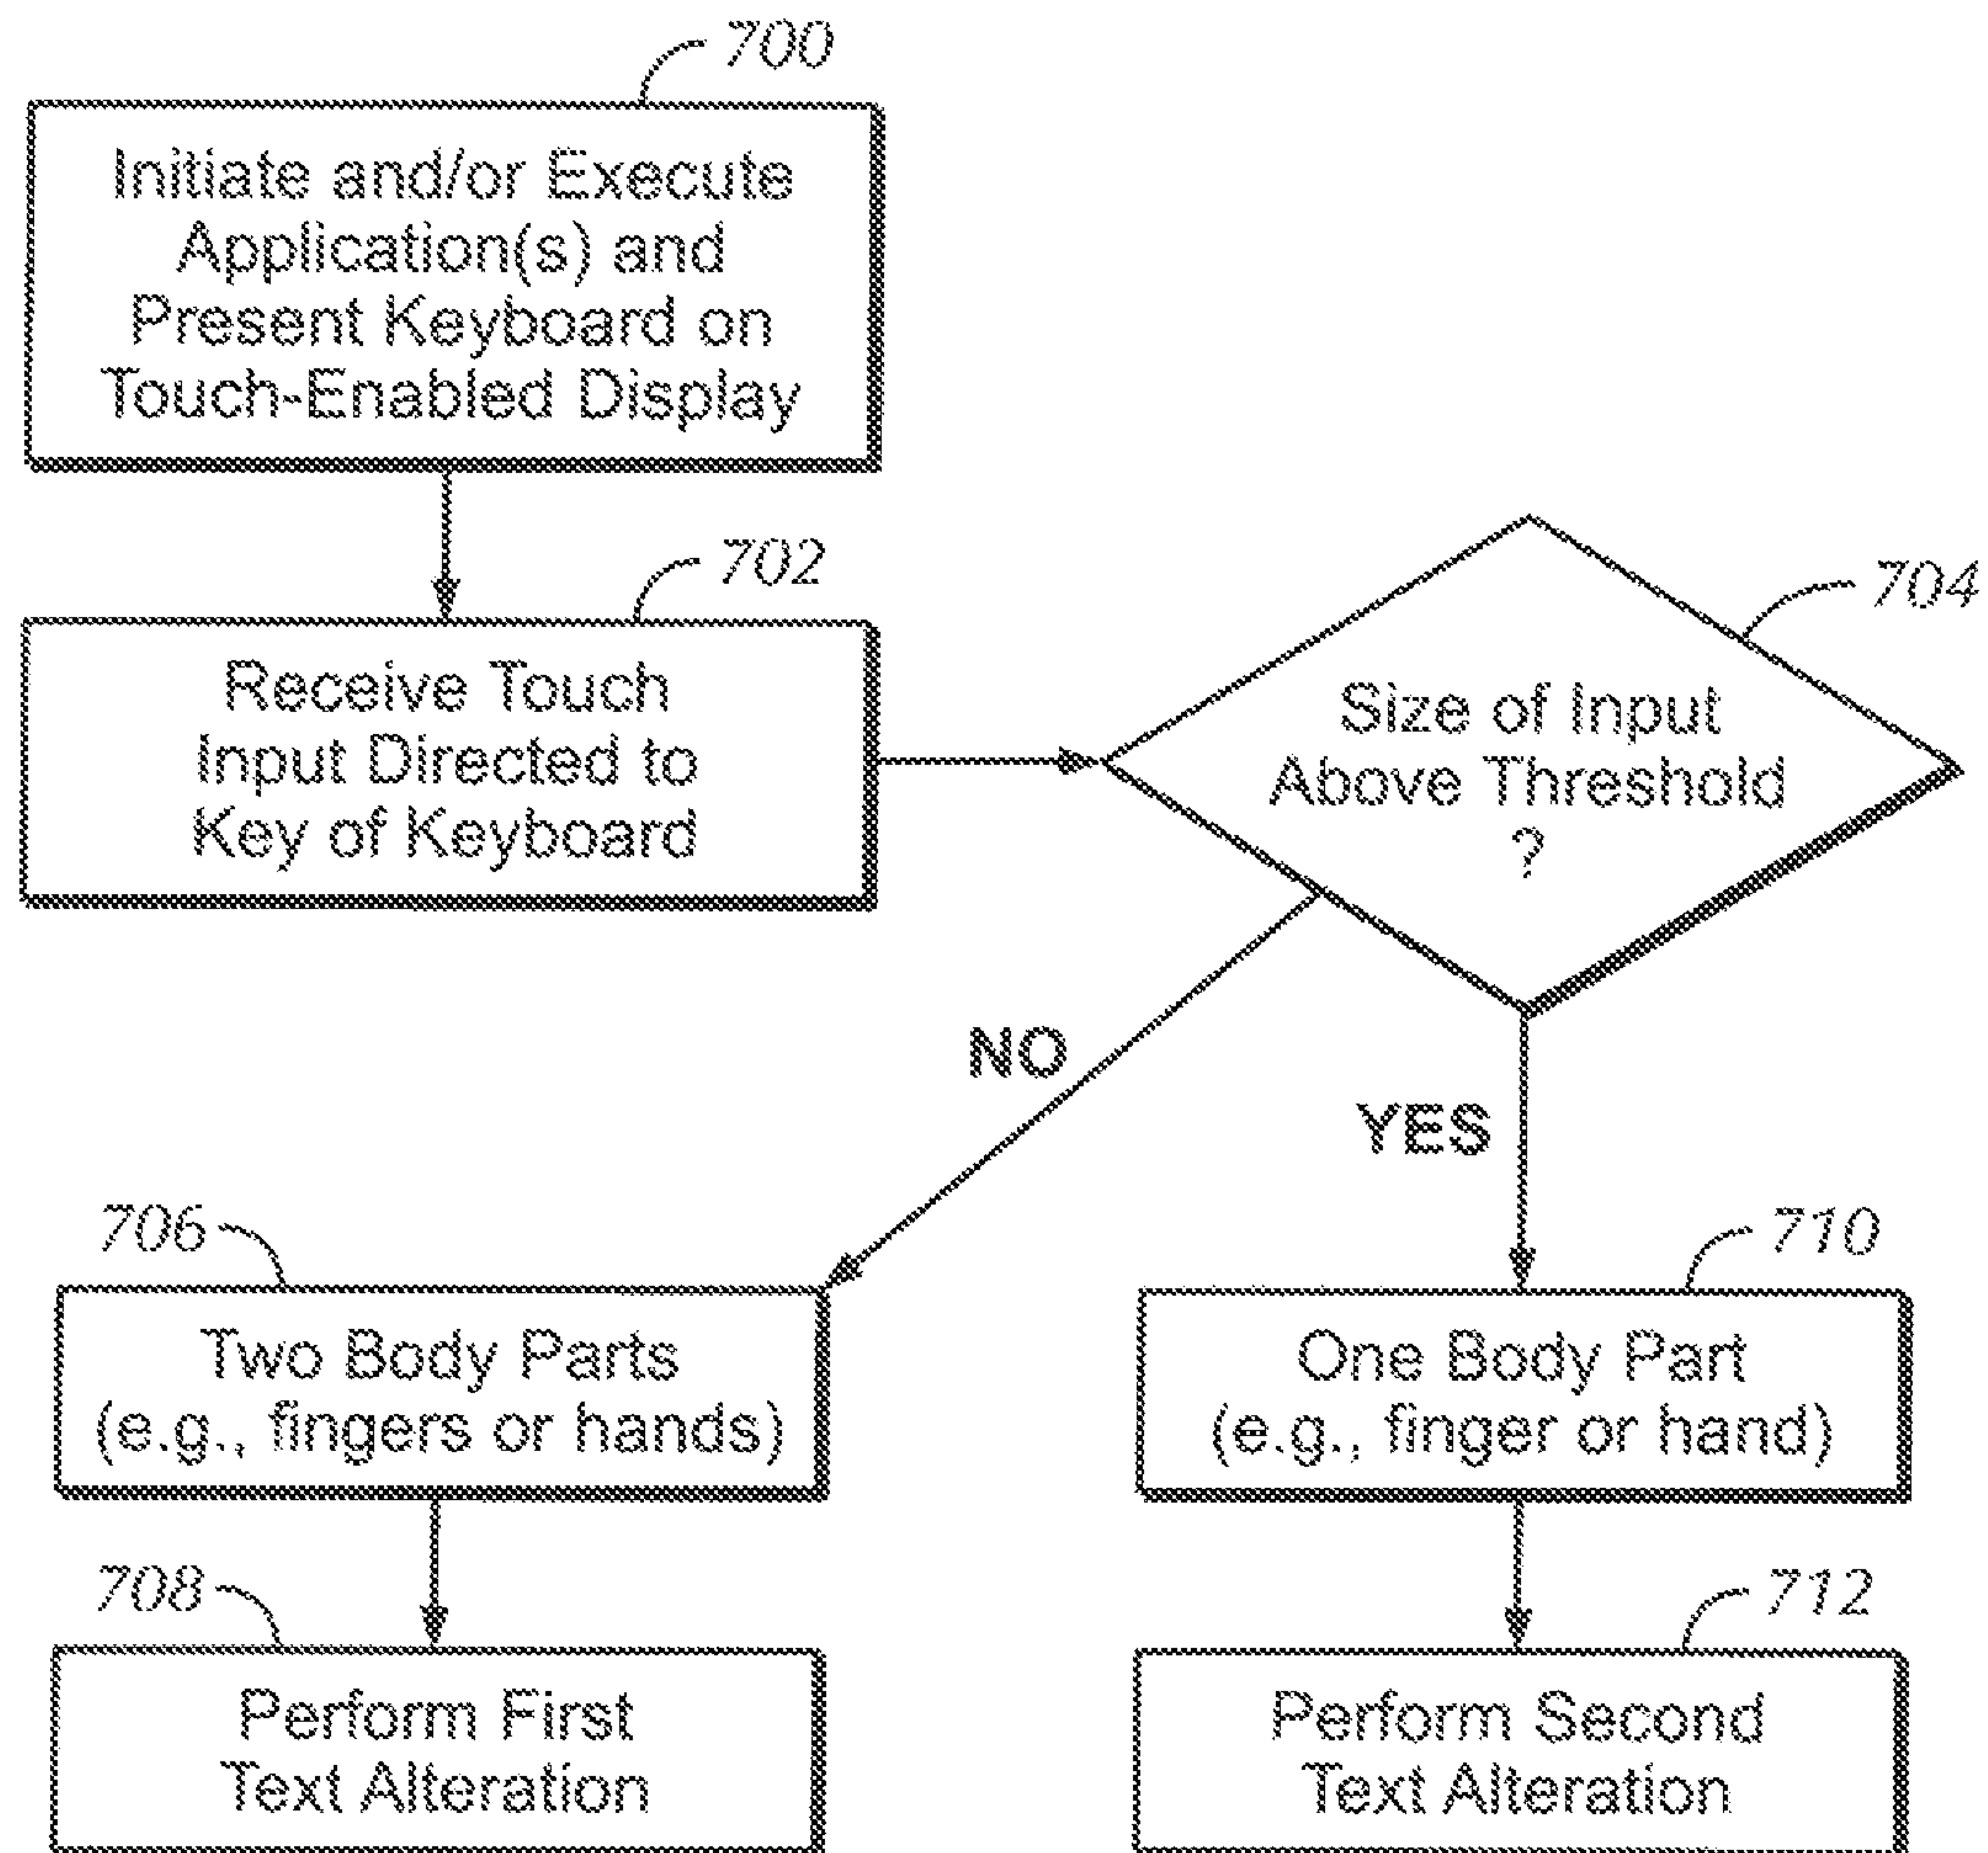 700
Initiate and/or Execute
Application(s) and
Present Keyboard on
Touch-Enabled Display
702
Receive Touch
Input Directed to
Key of Keyboard
704
Size of Input
Above Threshold
?
NO
YES
706
Two Body Parts
(e.g., fingers or hands)
710
One Body Part
(e.g., finger or hand)
708
Perform First
Text Alteration
712
Perform Second
Text Alteration